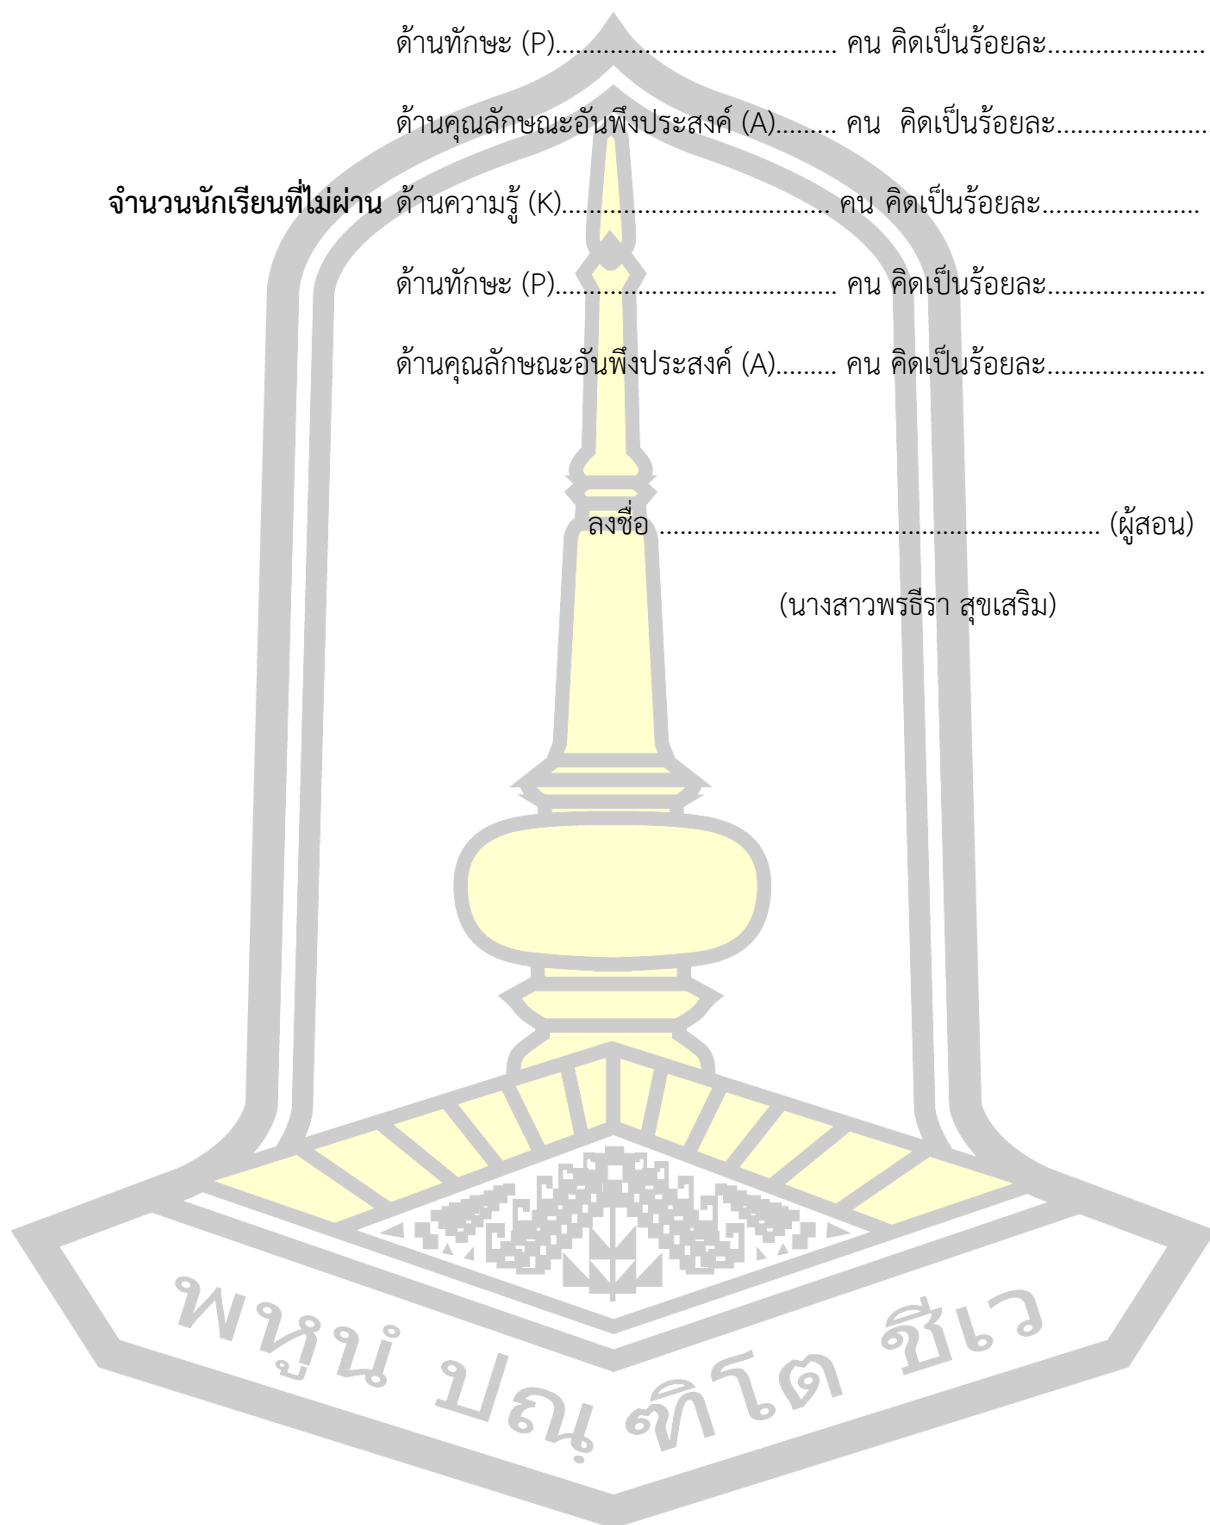 ด้านทักษะ (P)......................................... คน คิดเป็นร้อยละ.......................
ด้านคุณลักษณะอันพึงประสงค์ (A)......... คน  คิดเป็นร้อยละ.......................
จำนวนนักเรียนที่ไม่ผ่าน ด้านความรู้ (K)....................................... คน คิดเป็นร้อยละ.......................
ด้านทักษะ (P)......................................... คน คิดเป็นร้อยละ.......................
ด้านคุณลักษณะอันพึงประสงค์ (A)......... คน คิดเป็นร้อยละ.......................
ลงชื่อ ................................................................ (ผู้สอน)
(นางสาวพรธีรา สุขเสริม)
พหูนํ ปณฺฑิโต ชีเว